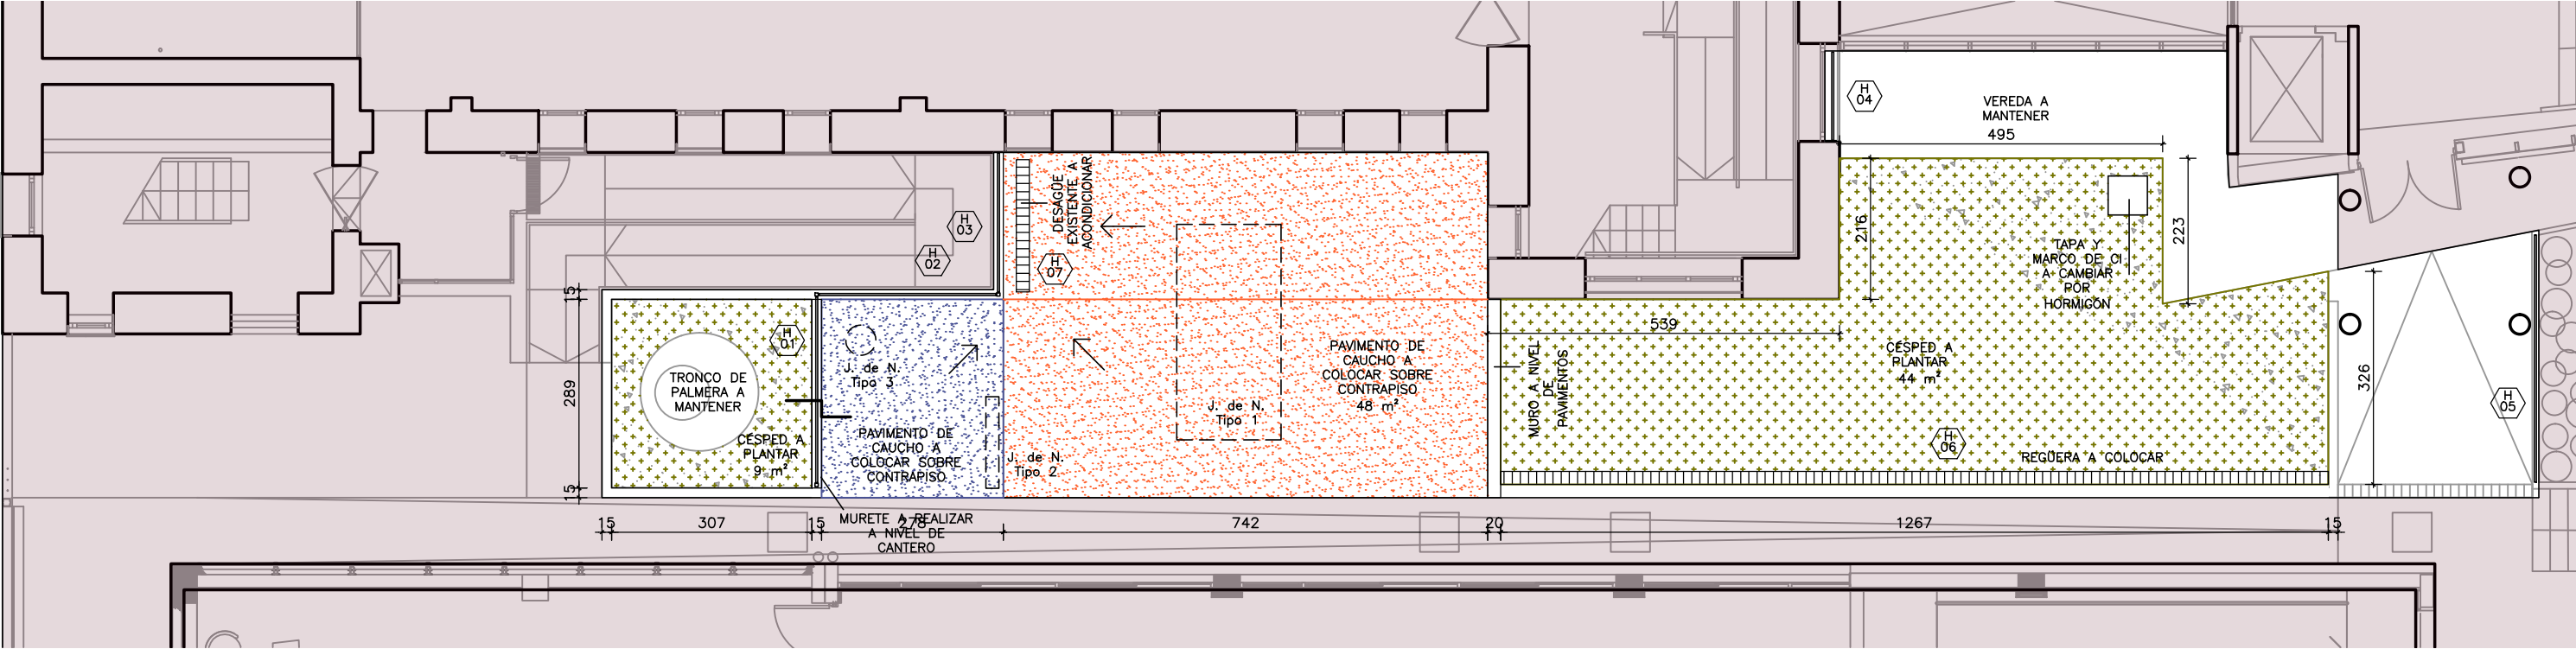 H
04
VEREDA A
MANTENER
495
DESAGÜE
EXISTENTE A
ACONDICIONAR
H
03
H
02
H
07
216
223
TAPA Y
MARCO DE CI
A CAMBIAR
POR
HORMIGÓN
15
289
15
H
01
TRONCO DE
PALMERA A
MANTENER
CÉSPED A
PLANTAR
9 m²
J. de N.
Tipo 3
PAVIMENTO DE
CAUCHO A
COLOCAR SOBRE
CONTRAPISO
J. de N.
Tipo 2
J. de N.
Tipo 1
PAVIMENTO DE
CAUCHO A
COLOCAR SOBRE
CONTRAPISO
48 m²
539
MURO A NIVEL
DE
PAVIMENTOS
CÉSPED A
PLANTAR
44 m²
326
H
05
H
06
REGÜERA A COLOCAR
15
307
15
278
742
20
1267
15
MURETE A REALIZAR
A NIVEL DE
CANTERO